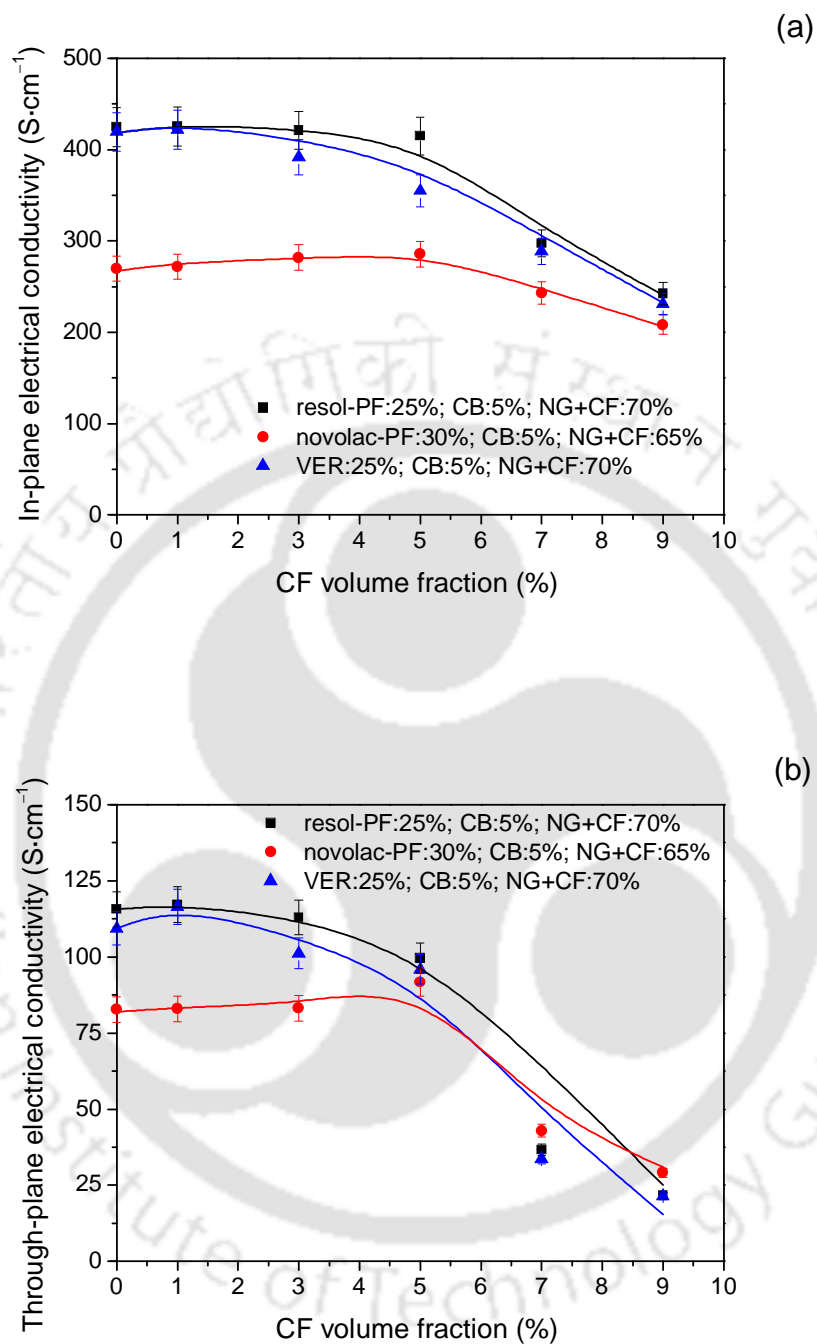 (a)
500
400
300
200
100
0
In-plane electrical conductivity (S·cm⁻¹)
resol-PF:25%; CB:5%; NG+CF:70%
novolac-PF:30%; CB:5%; NG+CF:65%
VER:25%; CB:5%; NG+CF:70%
0 1 2 3 4 5 6 7 8 9 10
CF volume fraction (%)
(b)
150
125
100
75
50
25
0
Through-plane electrical conductivity (S·cm⁻¹)
resol-PF:25%; CB:5%; NG+CF:70%
novolac-PF:30%; CB:5%; NG+CF:65%
VER:25%; CB:5%; NG+CF:70%
0 1 2 3 4 5 6 7 8 9 10
CF volume fraction (%)
प्रौद्योगिकी संस्थान
Institute of Technology